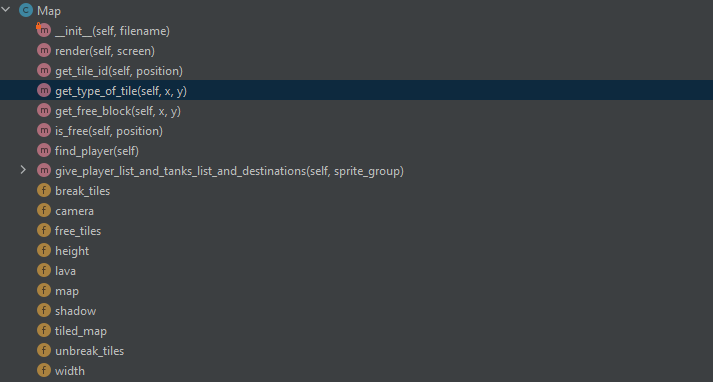 C Map
m __init__(self, filename)
m render(self, screen)
m get_tile_id(self, position)
m get_type_of_tile(self, x, y)
m get_free_block(self, x, y)
m is_free(self, position)
m find_player(self)
m give_player_list_and_tanks_list_and_destinations(self, sprite_group)
f break_tiles
f camera
f free_tiles
f height
f lava
f map
f shadow
f tiled_map
f unbreak_tiles
f width